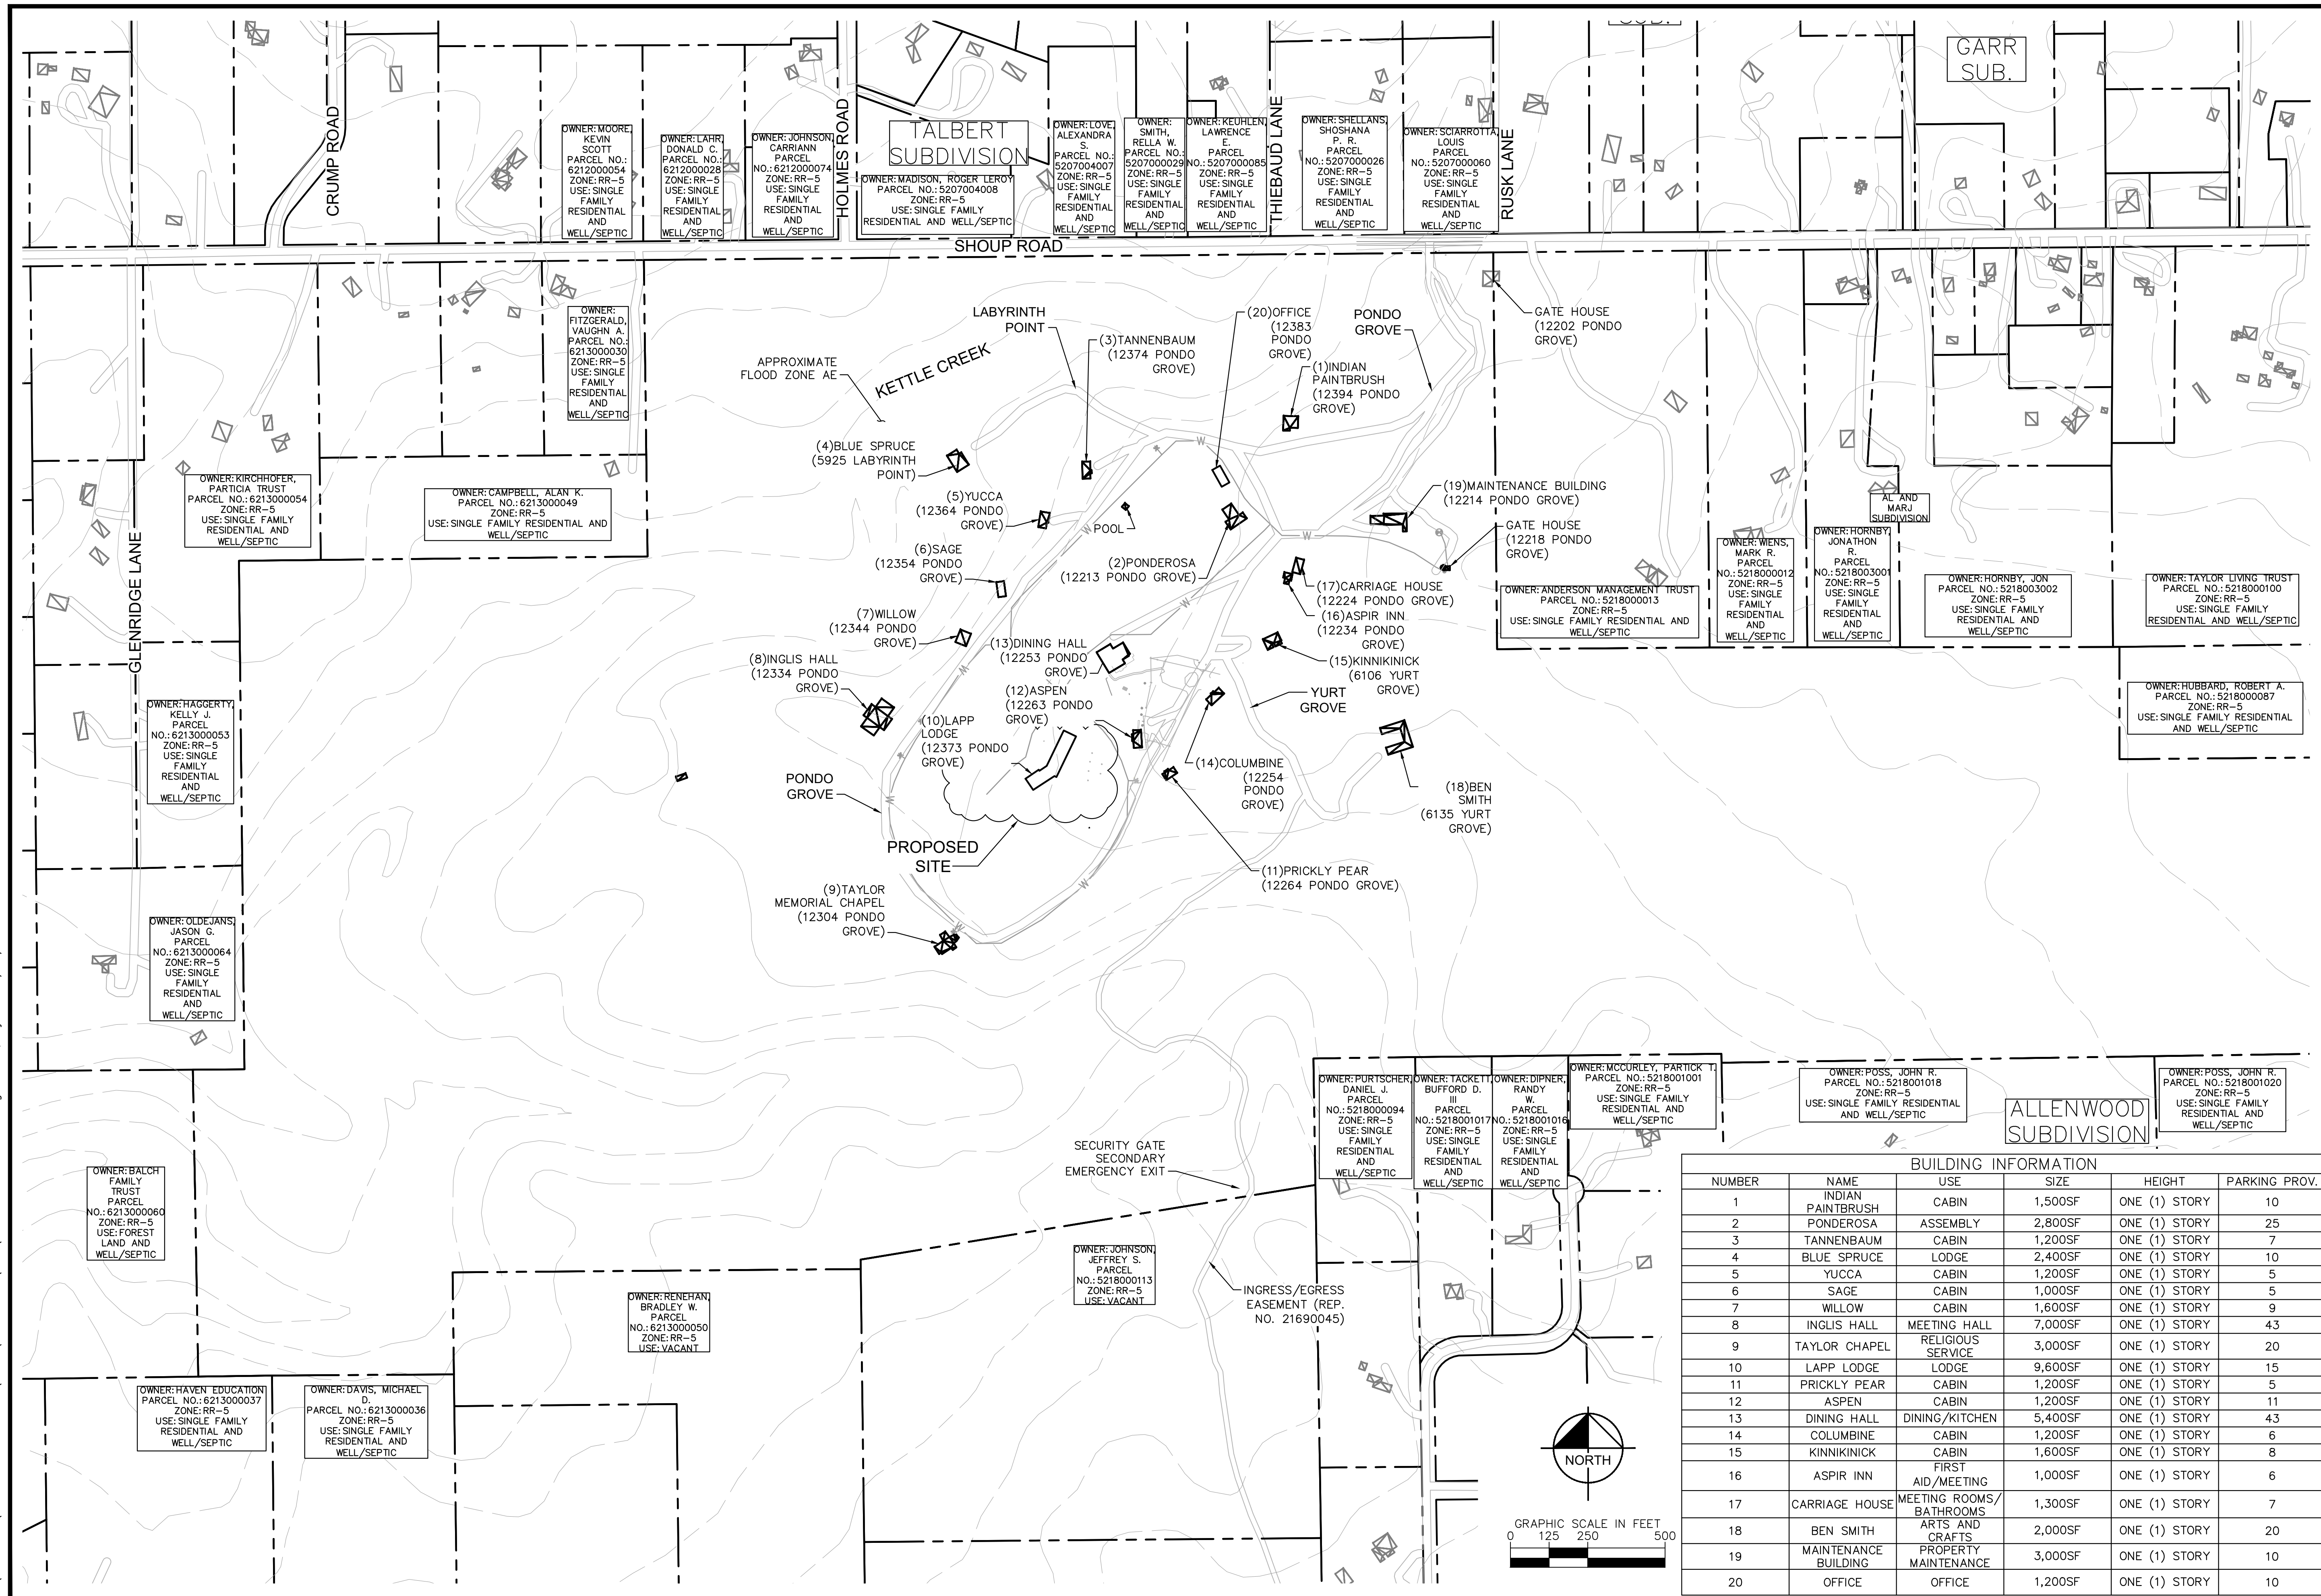 GARR
SUB.
CRUMP ROAD
HOLMES ROAD
THIEBAUD LANE
RUSK LANE
OWNER: MOORE,
KEVIN
SCOTT
PARCEL NO.:
6212000054
ZONE: RR-5
USE: SINGLE
FAMILY
RESIDENTIAL
AND
WELL/SEPTIC
OWNER: LAHR,
DONALD C.
PARCEL NO.:
6212000028
ZONE: RR-5
USE: SINGLE
FAMILY
RESIDENTIAL
AND
WELL/SEPTIC
OWNER: JOHNSON,
CARRIANN
PARCEL
NO.: 6212000074
ZONE: RR-5
USE: SINGLE
FAMILY
RESIDENTIAL
AND
WELL/SEPTIC
TALBERT
SUBDIVISION
OWNER: MADISON, ROGER LEROY
PARCEL NO.: 5207004008
ZONE: RR-5
USE: SINGLE FAMILY
RESIDENTIAL AND WELL/SEPTIC
OWNER: LOVE,
ALEXANDRA
S.
PARCEL NO.:
5207004007
ZONE: RR-5
USE: SINGLE
FAMILY
RESIDENTIAL
AND
WELL/SEPTIC
OWNER:
SMITH,
RELLA W.
PARCEL NO.:
5207000029
ZONE: RR-5
USE: SINGLE
FAMILY
RESIDENTIAL
AND
WELL/SEPTIC
OWNER: KEUHLEN,
LAWRENCE
E.
PARCEL
NO.: 5207000085
ZONE: RR-5
USE: SINGLE
FAMILY
RESIDENTIAL
AND
WELL/SEPTIC
OWNER: SHELLANS,
SHOSHANA
P. R.
PARCEL
NO.: 5207000026
ZONE: RR-5
USE: SINGLE
FAMILY
RESIDENTIAL
AND
WELL/SEPTIC
OWNER: SCIARROTTA,
LOUIS
PARCEL
NO.: 5207000060
ZONE: RR-5
USE: SINGLE
FAMILY
RESIDENTIAL
AND
WELL/SEPTIC
SHOUP ROAD
OWNER:
FITZGERALD,
VAUGHN A.
PARCEL NO.:
6213000030
ZONE: RR-5
USE: SINGLE
FAMILY
RESIDENTIAL
AND
WELL/SEPTIC
APPROXIMATE
FLOOD ZONE AE
KETTLE CREEK
LABYRINTH
POINT
(3)TANNENBAUM
(12374 PONDO
GROVE)
(20)OFFICE
(12383
PONDO
GROVE)
(1)INDIAN
PAINTBRUSH
(12394 PONDO
GROVE)
PONDO
GROVE
GATE HOUSE
(12202 PONDO
GROVE)
(4)BLUE SPRUCE
(5925 LABYRINTH
POINT)
(5)YUCCA
(12364 PONDO
GROVE)
POOL
(6)SAGE
(12354 PONDO
GROVE)
(2)PONDEROSA
(12213 PONDO GROVE)
(19)MAINTENANCE BUILDING
(12214 PONDO GROVE)
GATE HOUSE
(12218 PONDO
GROVE)
(17)CARRIAGE HOUSE
(12224 PONDO GROVE)
(16)ASPIR INN
(12234 PONDO
GROVE)
(7)WILLOW
(12344 PONDO
GROVE)
(13)DINING HALL
(12253 PONDO
GROVE)
(15)KINNIKINICK
(6106 YURT
GROVE)
(8)INGLIS HALL
(12334 PONDO
GROVE)
(12)ASPEN
(12263 PONDO
GROVE)
YURT
GROVE
(10)LAPP
LODGE
(12373 PONDO
GROVE)
(14)COLUMBINE
(12254
PONDO
GROVE)
PONDO
GROVE
(18)BEN
SMITH
(6135 YURT
GROVE)
PROPOSED
SITE
(11)PRICKLY PEAR
(12264 PONDO GROVE)
(9)TAYLOR
MEMORIAL CHAPEL
(12304 PONDO
GROVE)
W
W
W
W
W
W
W
W
W
OWNER: KIRCHHOFER,
PARTICIA TRUST
PARCEL NO.: 6213000054
ZONE: RR-5
USE: SINGLE FAMILY
RESIDENTIAL AND
WELL/SEPTIC
OWNER: CAMPBELL, ALAN K.
PARCEL NO.: 6213000049
ZONE: RR-5
USE: SINGLE FAMILY RESIDENTIAL AND
WELL/SEPTIC
GLENRIDGE LANE
AL AND
MARJ
SUBDIVISION
OWNER: ANDERSON MANAGEMENT TRUST
PARCEL NO.: 5218000013
ZONE: RR-5
USE: SINGLE FAMILY RESIDENTIAL AND
WELL/SEPTIC
OWNER: WIENS,
MARK R.
PARCEL
NO.: 5218000012
ZONE: RR-5
USE: SINGLE
FAMILY
RESIDENTIAL
AND
WELL/SEPTIC
OWNER: HORNBY,
JONATHON
R.
PARCEL
NO.: 5218003001
ZONE: RR-5
USE: SINGLE
FAMILY
RESIDENTIAL
AND
WELL/SEPTIC
OWNER: HORNBY, JON
PARCEL NO.: 5218003002
ZONE: RR-5
USE: SINGLE FAMILY
RESIDENTIAL AND
WELL/SEPTIC
OWNER: TAYLOR LIVING TRUST
PARCEL NO.: 5218000100
ZONE: RR-5
USE: SINGLE FAMILY
RESIDENTIAL AND WELL/SEPTIC
OWNER: HUBBARD, ROBERT A.
PARCEL NO.: 5218000087
ZONE: RR-5
USE: SINGLE FAMILY RESIDENTIAL
AND WELL/SEPTIC
OWNER: HAGGERTY,
KELLY J.
PARCEL
NO.: 6213000053
ZONE: RR-5
USE: SINGLE
FAMILY
RESIDENTIAL
AND
WELL/SEPTIC
OWNER: OLDEJANS,
JASON G.
PARCEL
NO.: 6213000064
ZONE: RR-5
USE: SINGLE
FAMILY
RESIDENTIAL
AND
WELL/SEPTIC
OWNER: BALCH
FAMILY
TRUST
PARCEL
NO.: 6213000060
ZONE: RR-5
USE: FOREST
LAND AND
WELL/SEPTIC
SECURITY GATE
SECONDARY
EMERGENCY EXIT
OWNER: PURTSCHER,
DANIEL J.
PARCEL
NO.: 5218000094
ZONE: RR-5
USE: SINGLE
FAMILY
RESIDENTIAL
AND
WELL/SEPTIC
OWNER: TACKETT,
BUFFORD D.
III
PARCEL
NO.: 5218001017
ZONE: RR-5
USE: SINGLE
FAMILY
RESIDENTIAL
AND
WELL/SEPTIC
OWNER: DIPNER,
RANDY
W.
PARCEL
NO.: 5218001016
ZONE: RR-5
USE: SINGLE
FAMILY
RESIDENTIAL
AND
WELL/SEPTIC
OWNER: MCCURLEY, PARTICK T.
PARCEL NO.: 5218001001
ZONE: RR-5
USE: SINGLE FAMILY
RESIDENTIAL AND
WELL/SEPTIC
OWNER: POSS, JOHN R.
PARCEL NO.: 5218001018
ZONE: RR-5
USE: SINGLE FAMILY RESIDENTIAL
AND WELL/SEPTIC
ALLENWOOD
SUBDIVISION
OWNER: POSS, JOHN R.
PARCEL NO.: 5218001020
ZONE: RR-5
USE: SINGLE FAMILY
RESIDENTIAL AND
WELL/SEPTIC
OWNER: JOHNSON,
JEFFREY S.
PARCEL
NO.: 5218000113
ZONE: RR-5
USE: VACANT
INGRESS/EGRESS
EASEMENT (REP.
NO. 21690045)
OWNER: RENEHAN,
BRADLEY W.
PARCEL
NO.: 6213000050
ZONE: RR-5
USE: VACANT
OWNER: HAVEN EDUCATION
PARCEL NO.: 6213000037
ZONE: RR-5
USE: SINGLE FAMILY
RESIDENTIAL AND
WELL/SEPTIC
OWNER: DAVIS, MICHAEL
D.
PARCEL NO.: 6213000036
ZONE: RR-5
USE: SINGLE FAMILY
RESIDENTIAL AND
WELL/SEPTIC
NORTH
GRAPHIC SCALE IN FEET
0 125 250 500
BUILDING INFORMATION
NUMBER NAME USE SIZE HEIGHT PARKING PROV.
1 INDIAN PAINTBRUSH CABIN 1,500SF ONE (1) STORY 10
2 PONDEROSA ASSEMBLY 2,800SF ONE (1) STORY 25
3 TANNENBAUM CABIN 1,200SF ONE (1) STORY 7
4 BLUE SPRUCE LODGE 2,400SF ONE (1) STORY 10
5 YUCCA CABIN 1,200SF ONE (1) STORY 5
6 SAGE CABIN 1,000SF ONE (1) STORY 5
7 WILLOW CABIN 1,600SF ONE (1) STORY 9
8 INGLIS HALL MEETING HALL 7,000SF ONE (1) STORY 43
9 TAYLOR CHAPEL RELIGIOUS SERVICE 3,000SF ONE (1) STORY 20
10 LAPP LODGE LODGE 9,600SF ONE (1) STORY 15
11 PRICKLY PEAR CABIN 1,200SF ONE (1) STORY 5
12 ASPEN CABIN 1,200SF ONE (1) STORY 11
13 DINING HALL DINING/KITCHEN 5,400SF ONE (1) STORY 43
14 COLUMBINE CABIN 1,200SF ONE (1) STORY 6
15 KINNIKINICK CABIN 1,600SF ONE (1) STORY 8
16 ASPIR INN FIRST AID/MEETING 1,000SF ONE (1) STORY 6
17 CARRIAGE HOUSE MEETING ROOMS/ BATHROOMS 1,300SF ONE (1) STORY 7
18 BEN SMITH ARTS AND CRAFTS 2,000SF ONE (1) STORY 20
19 MAINTENANCE BUILDING PROPERTY MAINTENANCE 3,000SF ONE (1) STORY 10
20 OFFICE OFFICE 1,200SF ONE (1) STORY 10